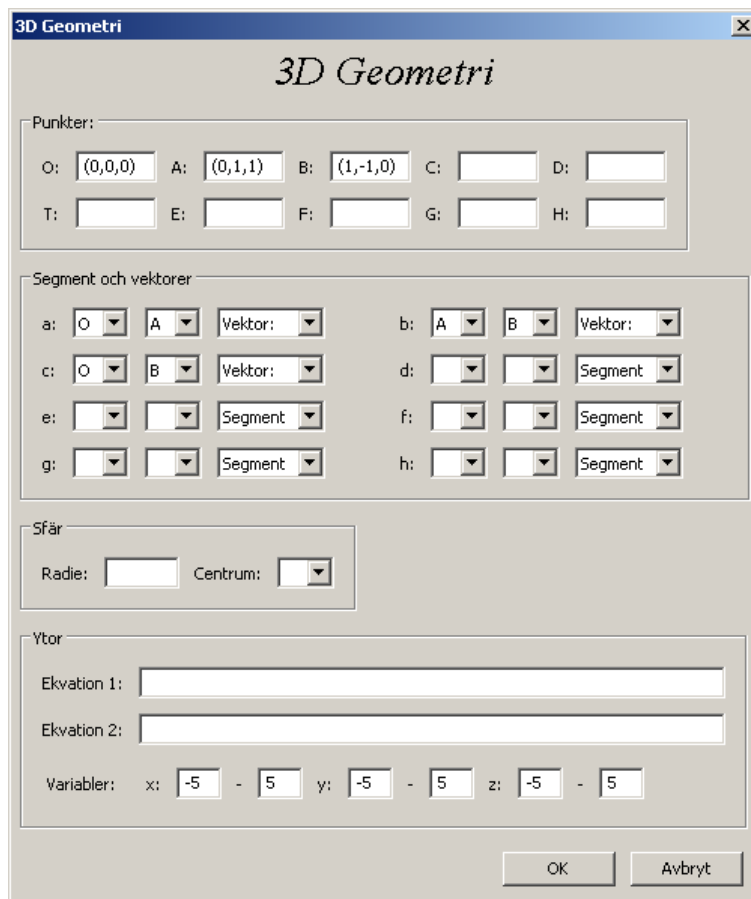 3D Geometri
3D Geometri
Punkter:
O: (0,0,0) A: (0,1,1) B: (1,-1,0) C: D:
T: E: F: G: H:
Segment och vektorer
a: O A Vektor: b: A B Vektor:
c: O B Vektor: d: Segment
e: Segment f: Segment
g: Segment h: Segment
Sfär
Radie: Centrum:
Ytor
Ekvation 1:
Ekvation 2:
Variabler: x: -5 - 5 y: -5 - 5 z: -5 - 5
OK Avbryt